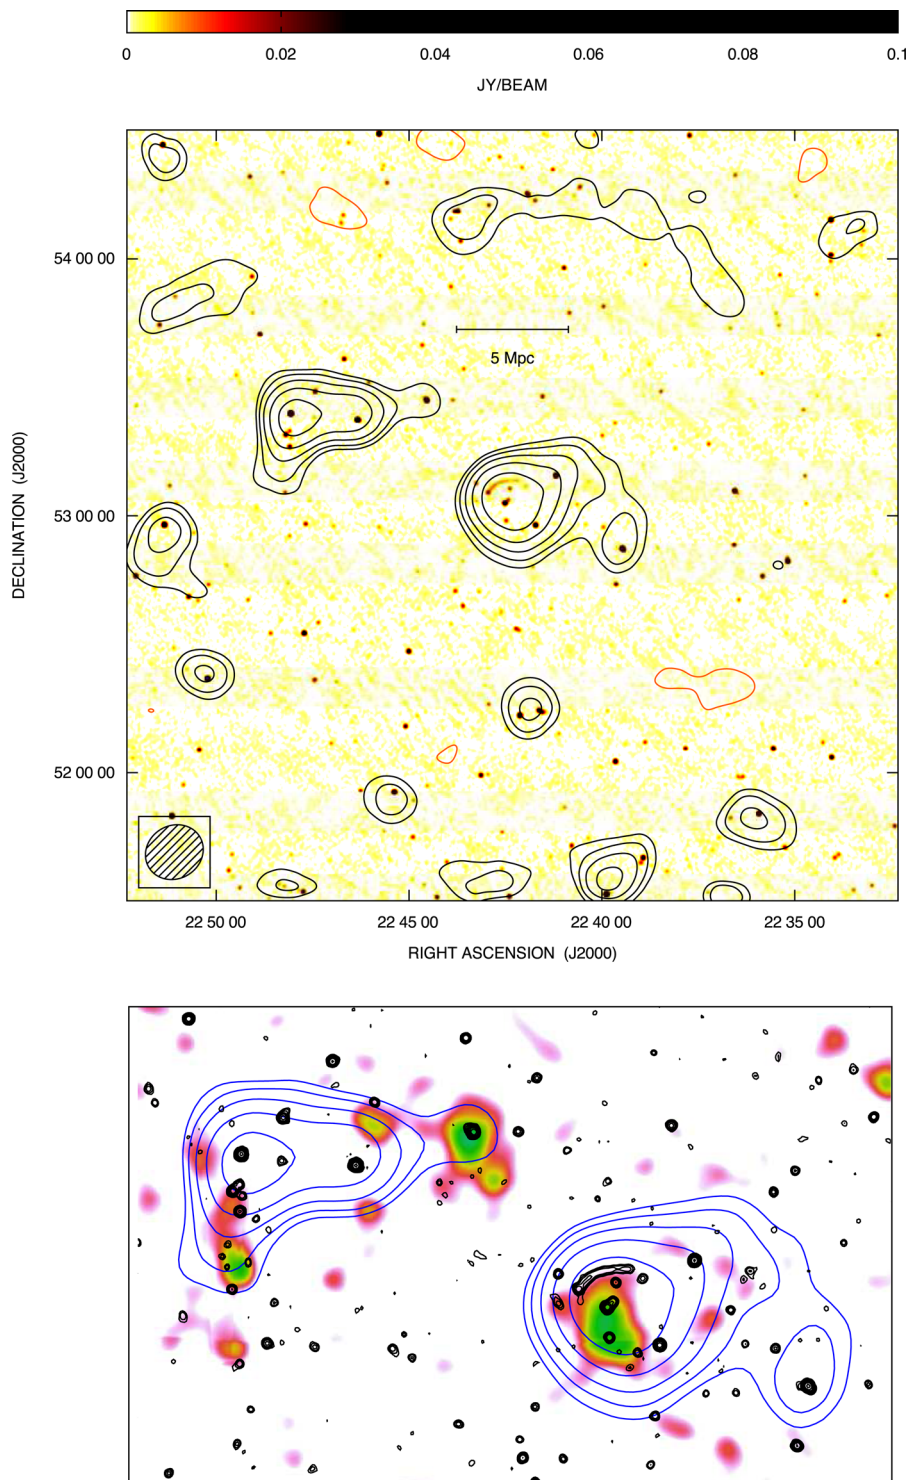 0 0.02 0.04 0.06 0.08 0.1
JY/BEAM
54 00 00
5 Mpc
DECLINATION (J2000)
53 00 00
52 00 00
22 50 00 22 45 00 22 40 00 22 35 00
RIGHT ASCENSION (J2000)